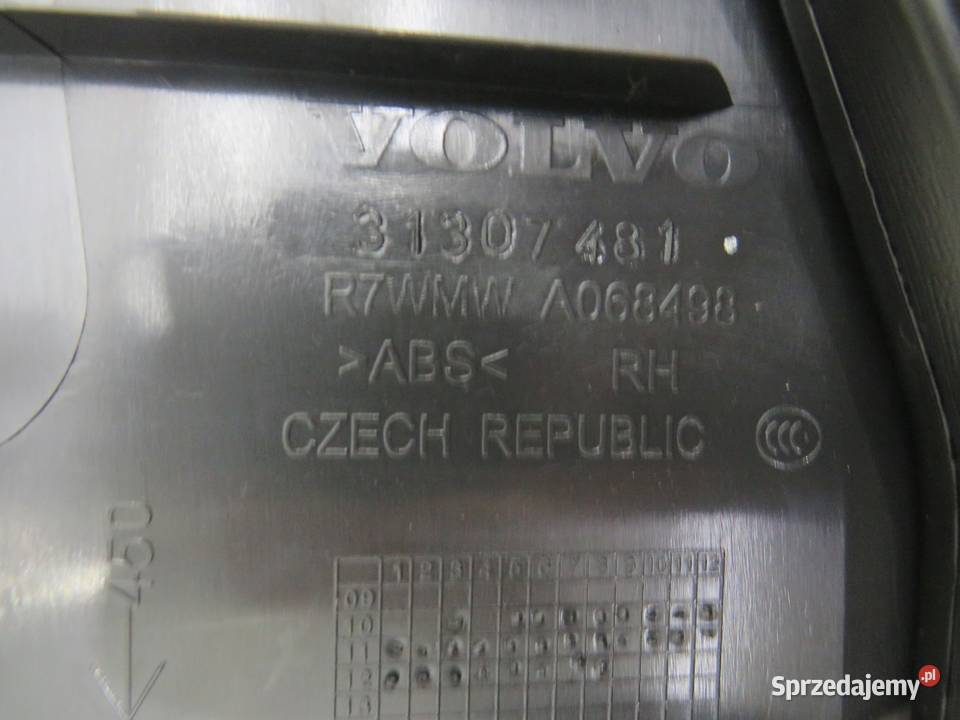 VOLVO
31307481
R7WMW A068498
>ABS< RH
CZECH REPUBLIC CCC
450
1 2 3 4 5 6 7 8 9 10 11 12
09
10
11
12
13
Sprzedajemy.pl